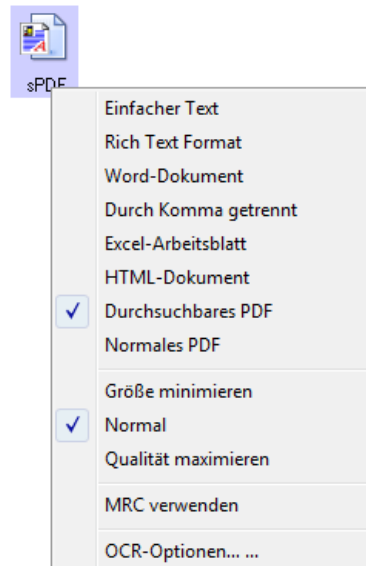 sPDF
Einfacher Text
Rich Text Format
Word-Dokument
Durch Komma getrennt
Excel-Arbeitsblatt
HTML-Dokument
Durchsuchbares PDF
Normales PDF
Größe minimieren
Normal
Qualität maximieren
MRC verwenden
OCR-Optionen... ...